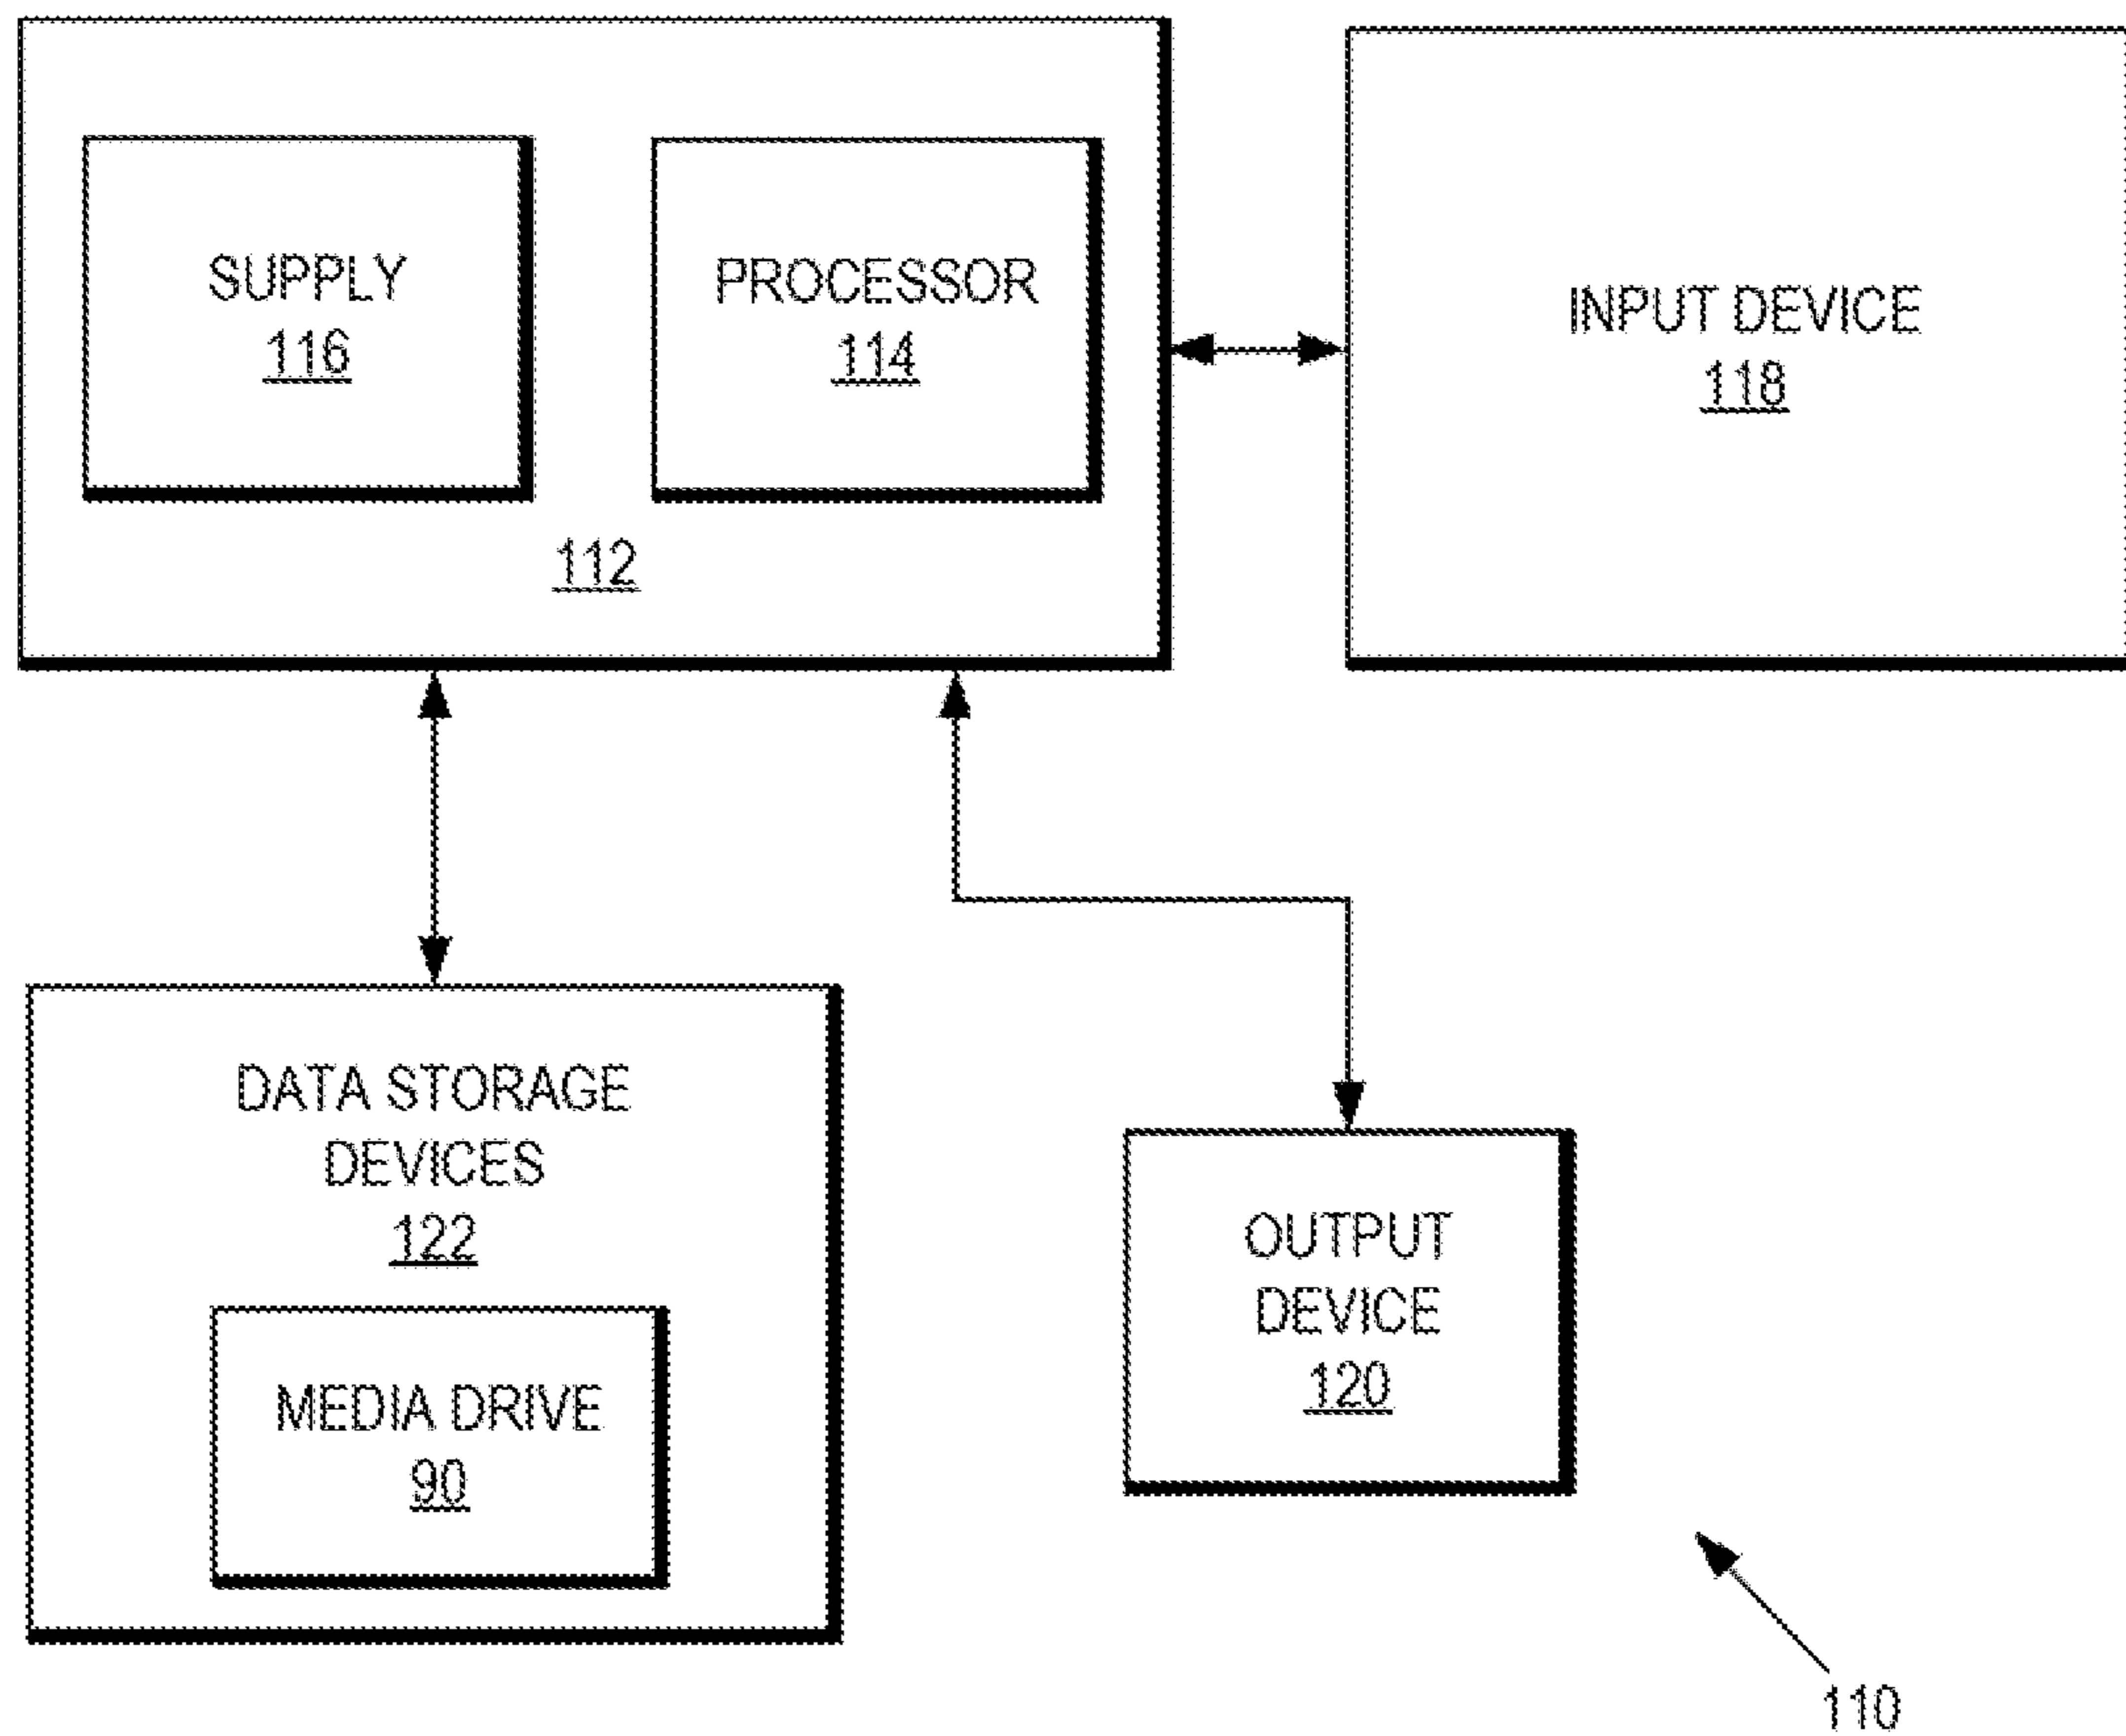 SUPPLY
116
PROCESSOR
114
112
INPUT DEVICE
118
DATA STORAGE
DEVICES
122
MEDIA DRIVE
90
OUTPUT
DEVICE
120
110